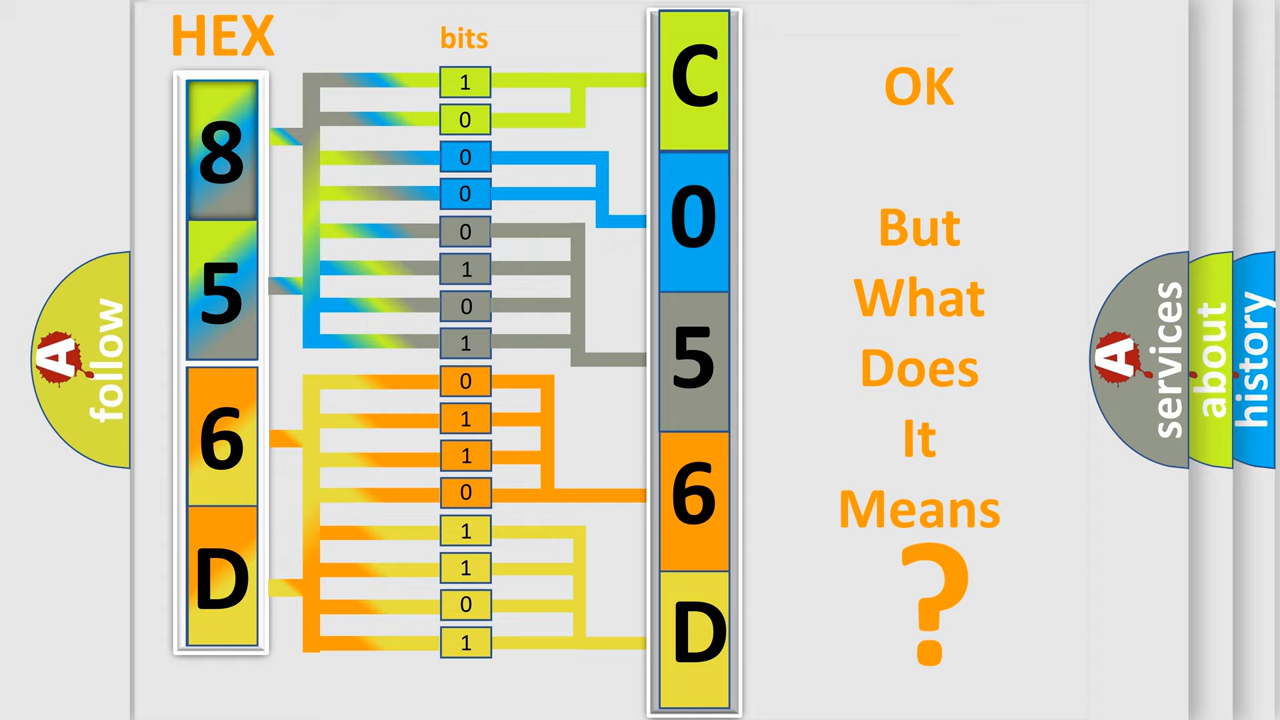 HEX
bits
8
5
6
D
1
0
0
0
0
1
0
1
0
1
1
0
1
1
0
1
C
0
5
6
D
OK
But
What
Does
It
Means
?
A
follow
A
services
about
history